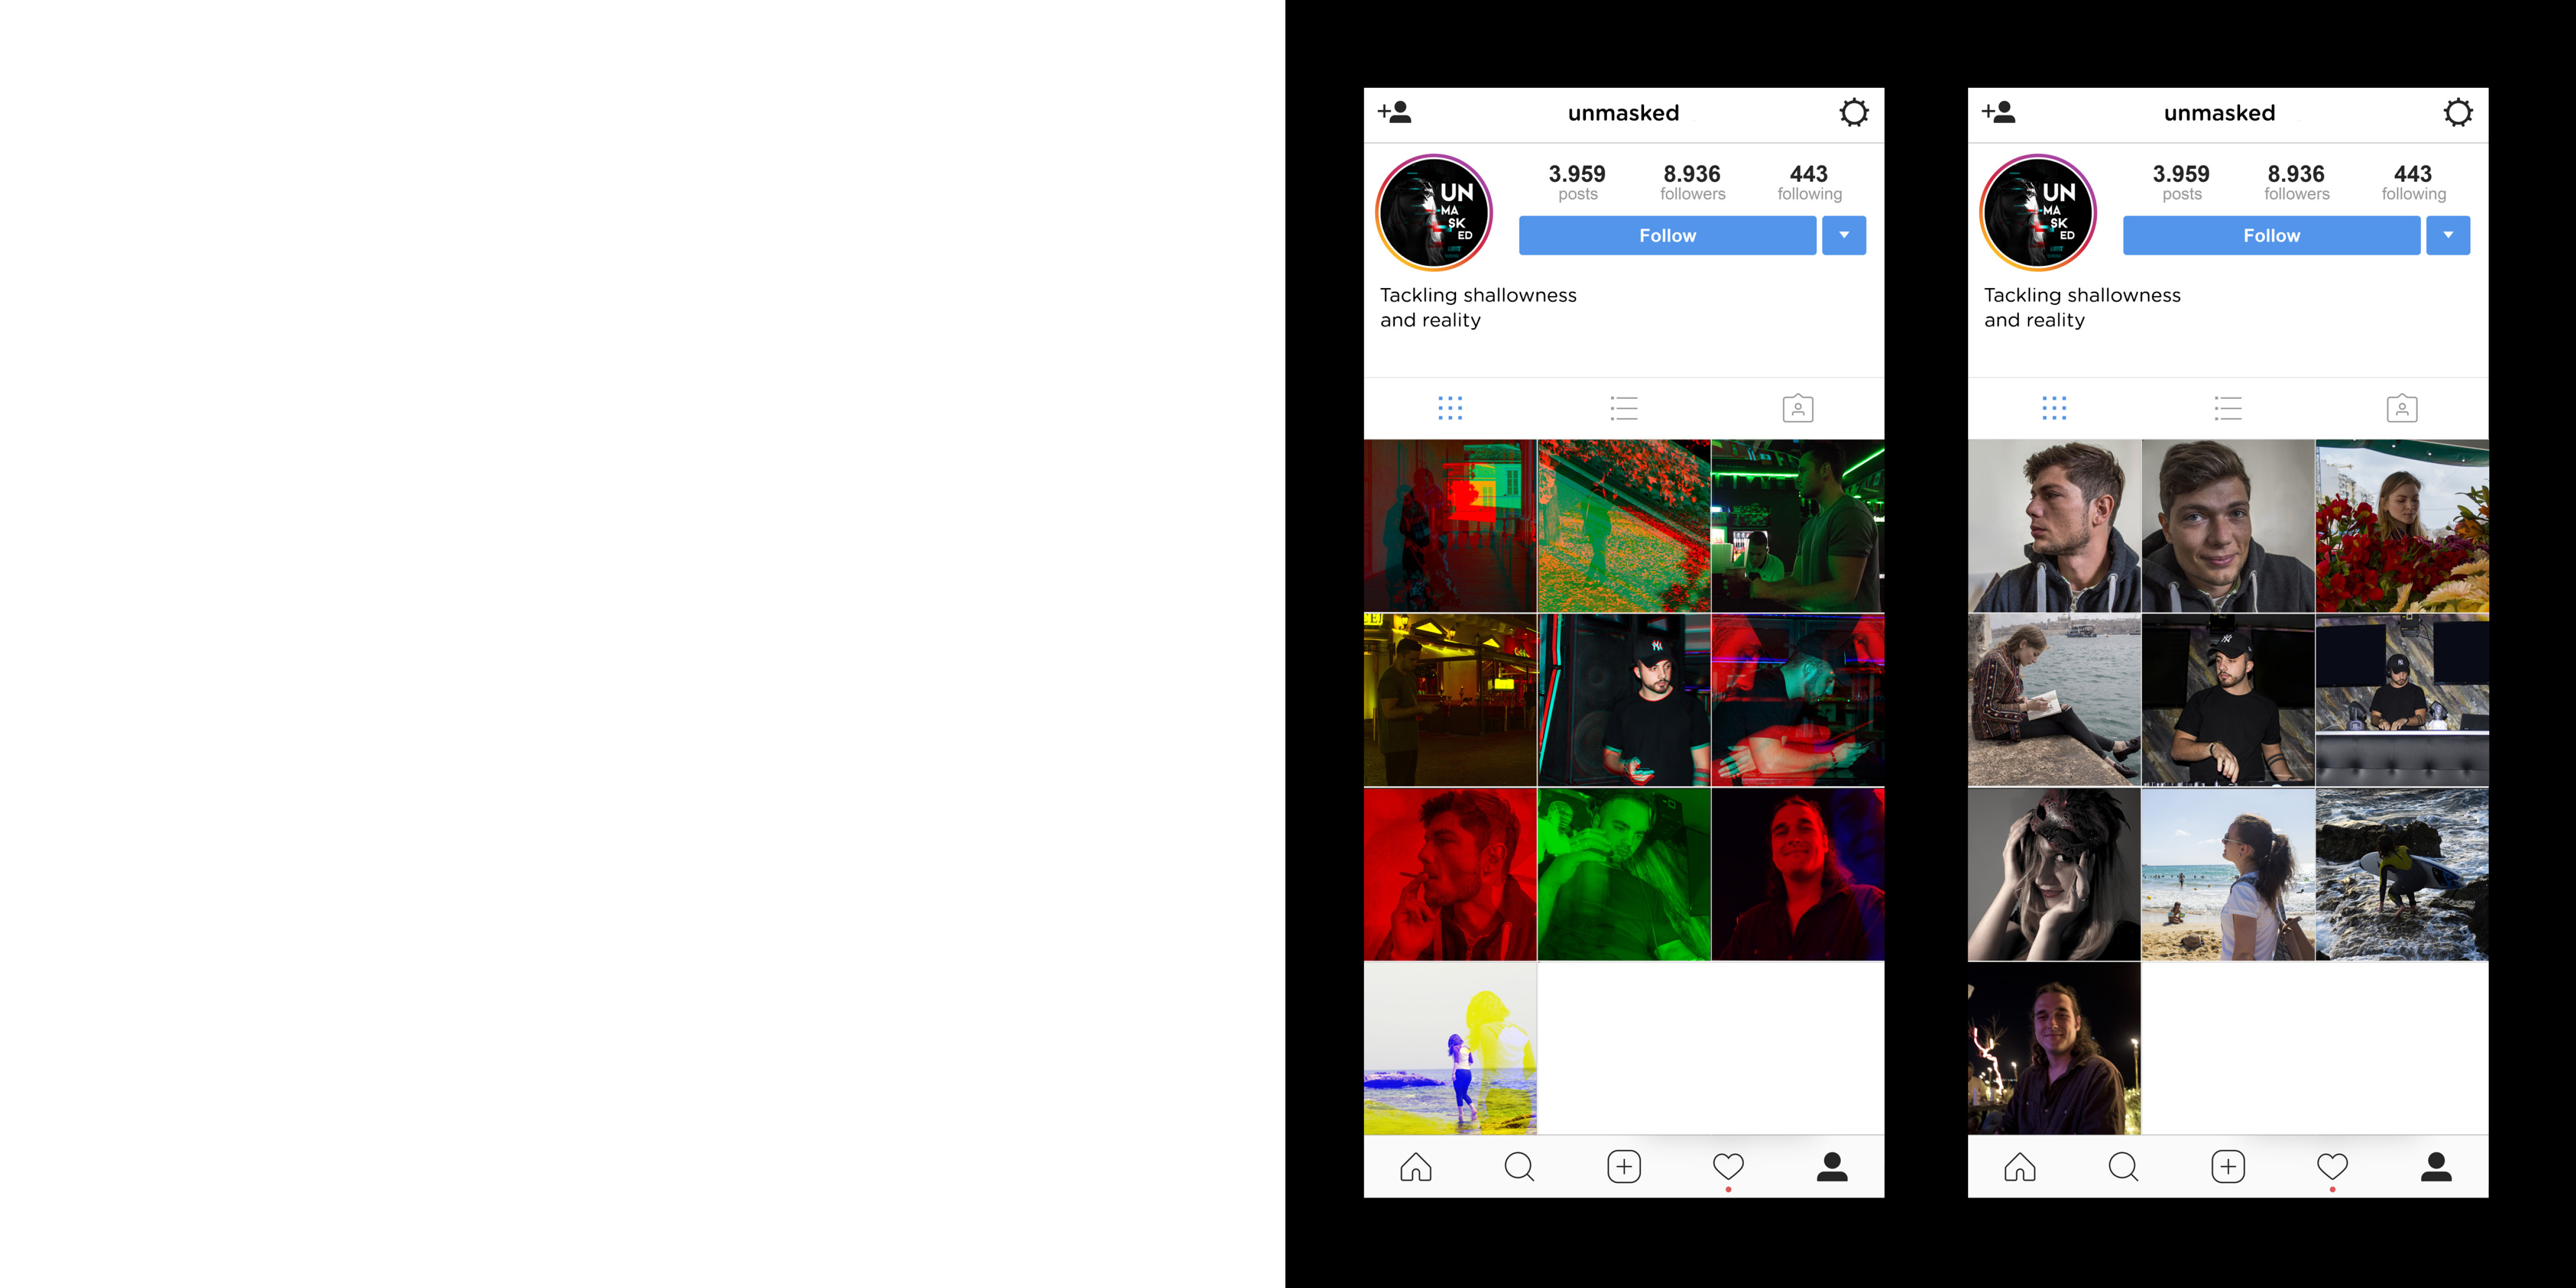 unmasked
UN
MA
SK
ED
3.959 8.936 443
posts followers following
Follow
Tackling shallowness
and reality
unmasked
UN
MA
SK
ED
3.959 8.936 443
posts followers following
Follow
Tackling shallowness
and reality